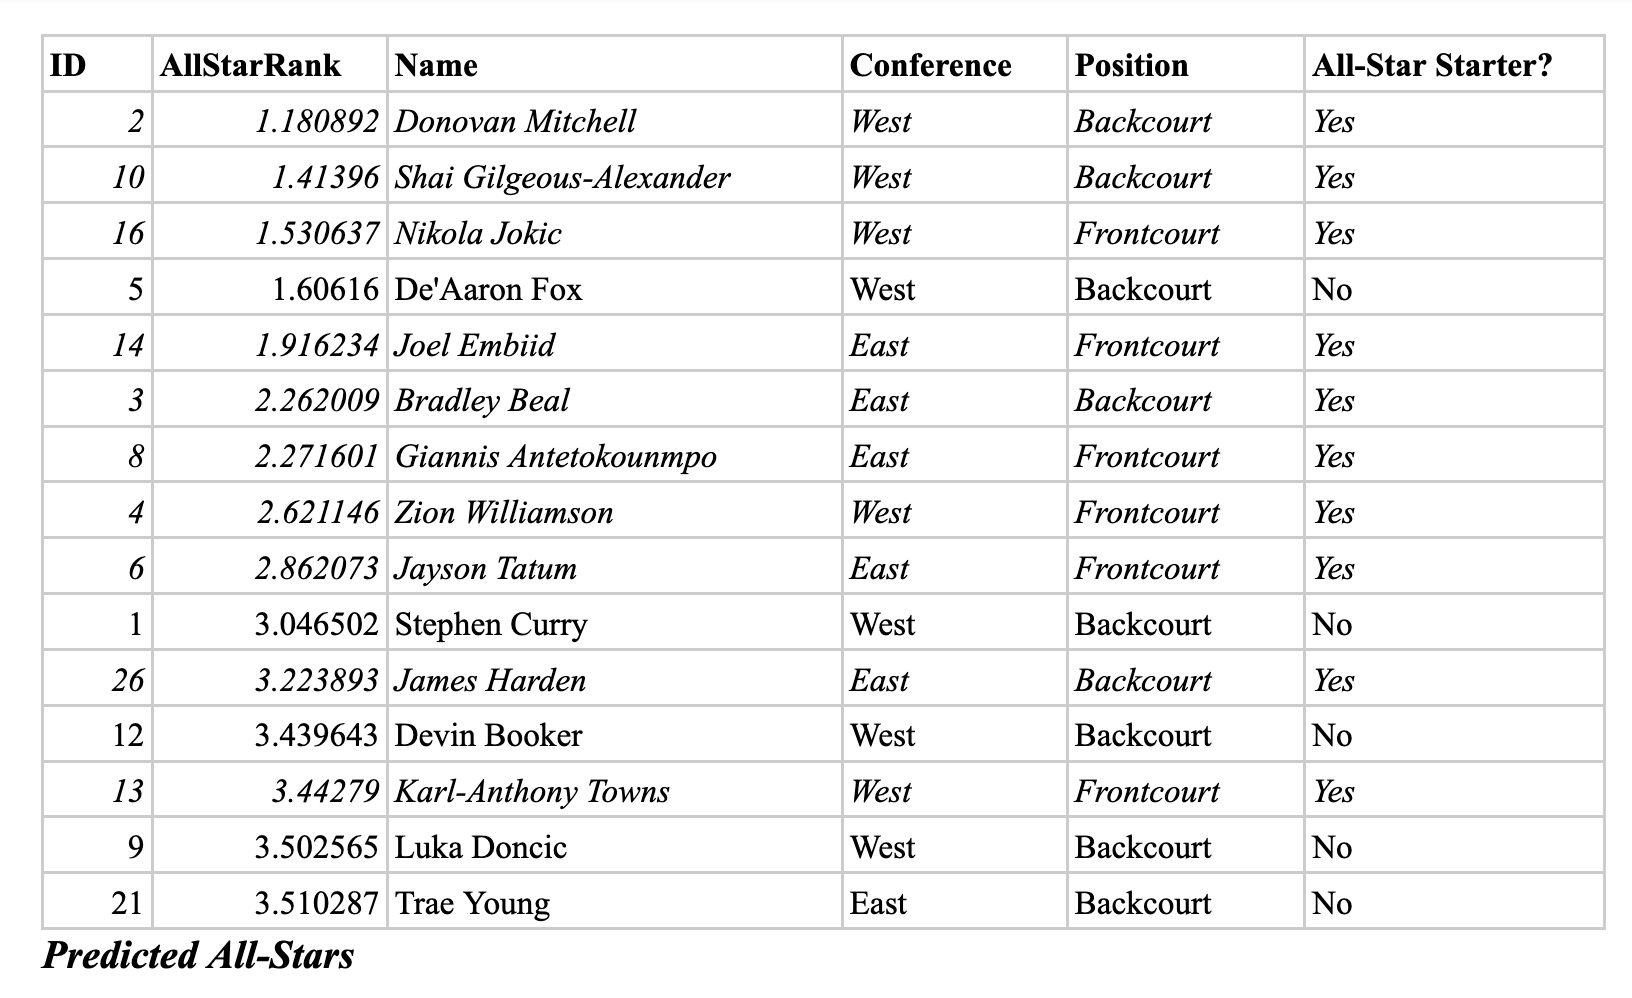 ID AllStarRank Name Conference Position All-Star Starter?
2 1.180892 Donovan Mitchell West Backcourt Yes
10 1.41396 Shai Gilgeous-Alexander West Backcourt Yes
16 1.530637 Nikola Jokic West Frontcourt Yes
5 1.60616 De'Aaron Fox West Backcourt No
14 1.916234 Joel Embiid East Frontcourt Yes
3 2.262009 Bradley Beal East Backcourt Yes
8 2.271601 Giannis Antetokounmpo East Frontcourt Yes
4 2.621146 Zion Williamson West Frontcourt Yes
6 2.862073 Jayson Tatum East Frontcourt Yes
1 3.046502 Stephen Curry West Backcourt No
26 3.223893 James Harden East Backcourt Yes
12 3.439643 Devin Booker West Backcourt No
13 3.44279 Karl-Anthony Towns West Frontcourt Yes
9 3.502565 Luka Doncic West Backcourt No
21 3.510287 Trae Young East Backcourt No
Predicted All-Stars